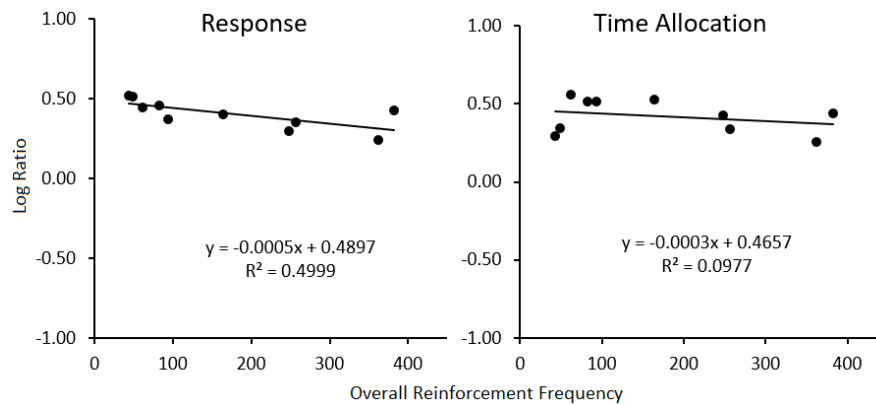 Response
Time Allocation
Log Ratio
1.00
0.50
0.00
-0.50
-1.00
y = -0.0005x + 0.4897
R² = 0.4999
0
100
200
300
400
1.00
0.50
0.00
-0.50
-1.00
y = -0.0003x + 0.4657
R² = 0.0977
0
100
200
300
400
Overall Reinforcement Frequency